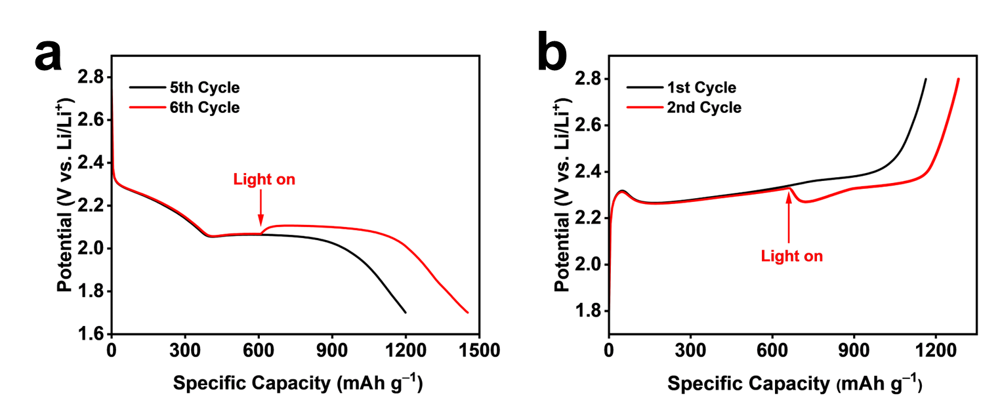 a
2.8
2.6
2.4
2.2
2.0
1.8
1.6
0
300
600
900
1200
1500
Potential (V vs. Li/Li⁺)
Specific Capacity (mAh g⁻¹)
5th Cycle
6th Cycle
Light on
b
2.8
2.6
2.4
2.2
2.0
1.8
0
300
600
900
1200
Potential (V vs. Li/Li⁺)
Specific Capacity (mAh g⁻¹)
1st Cycle
2nd Cycle
Light on